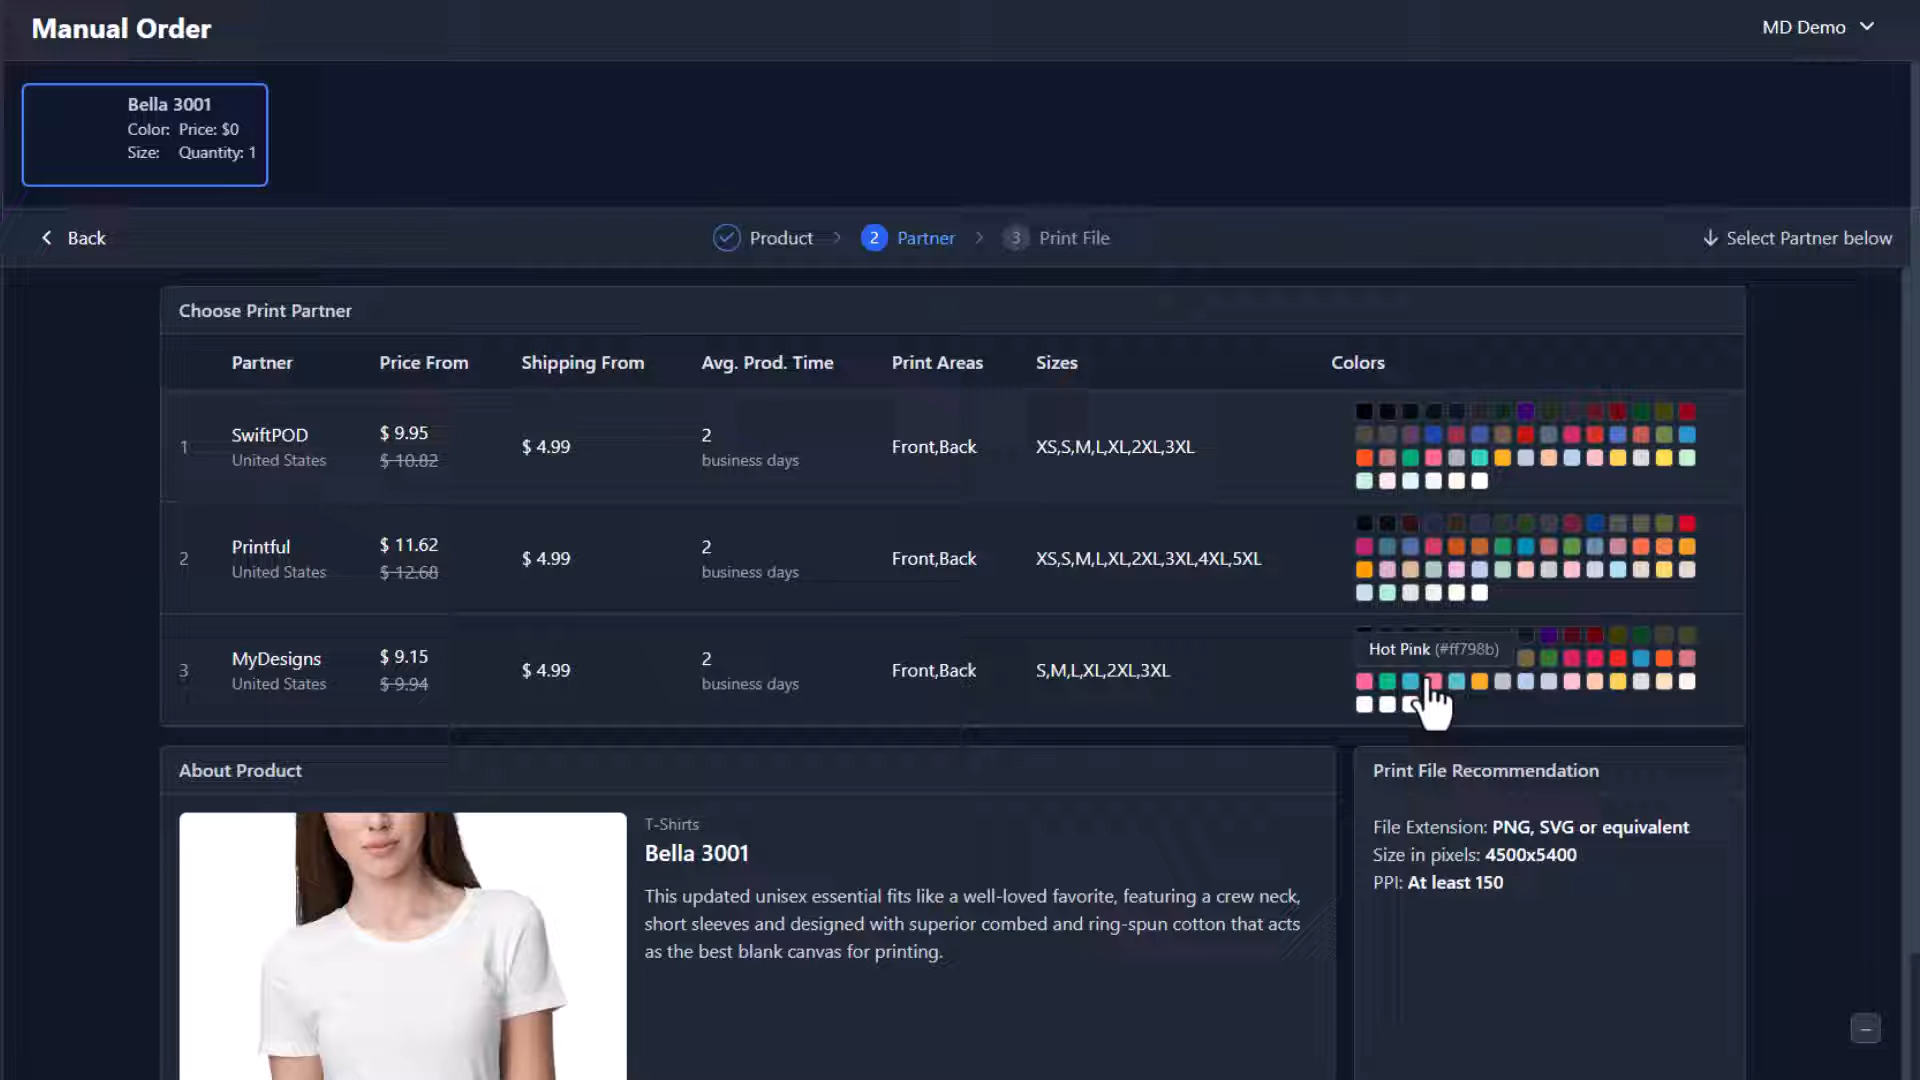 Manual Order
MD Demo
Bella 3001
Color: Price: $0
Size: Quantity: 1
Back
Product
2 Partner
3 Print File
Select Partner below
Choose Print Partner
Partner Price From Shipping From Avg. Prod. Time Print Areas Sizes Colors
1 SwiftPOD United States $ 9.95 $ 10.82 $ 4.99 2 business days Front,Back XS,S,M,L,XL,2XL,3XL
2 Printful United States $ 11.62 $ 12.68 $ 4.99 2 business days Front,Back XS,S,M,L,XL,2XL,3XL,4XL,5XL
3 MyDesigns United States $ 9.15 $ 9.94 $ 4.99 2 business days Front,Back S,M,L,XL,2XL,3XL
Hot Pink (#ff798b)
About Product
T-Shirts
Bella 3001
This updated unisex essential fits like a well-loved favorite, featuring a crew neck,
short sleeves and designed with superior combed and ring-spun cotton that acts
as the best blank canvas for printing.
Print File Recommendation
File Extension: PNG, SVG or equivalent
Size in pixels: 4500x5400
PPI: At least 150